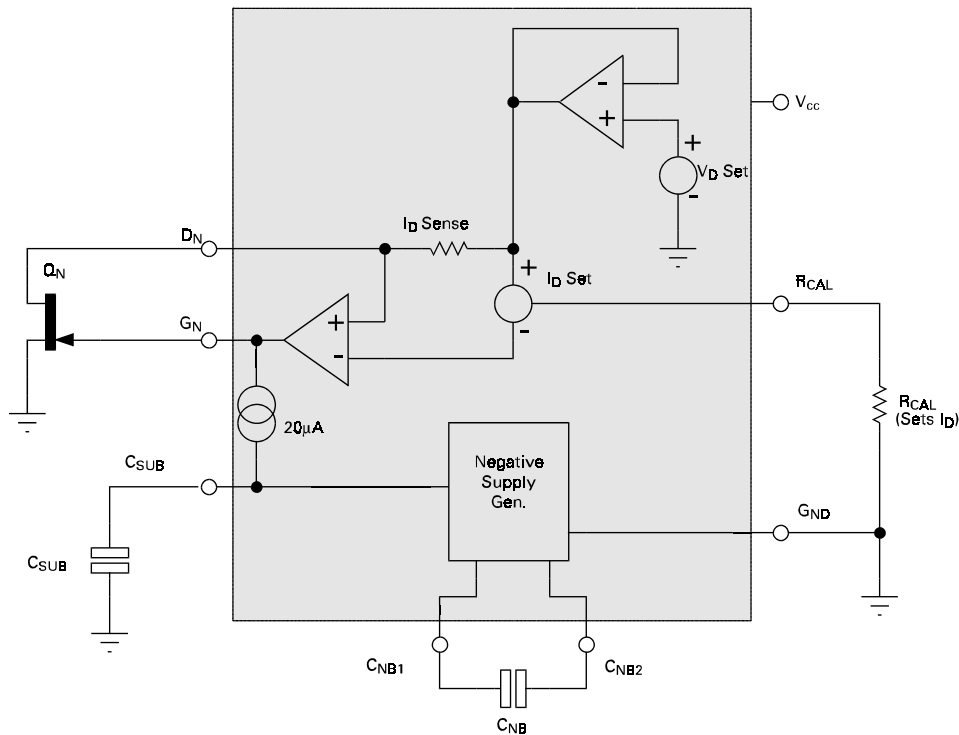 -
+
Vcc
+
VD Set
-
ID Sense
DN
+
ID Set
QN
RCAL
GN
+
-
-
RCAL
(Sets ID)
20µA
CSUB
Negative
Supply
Gen.
GND
CSUB
CNB1
CNB2
CNB